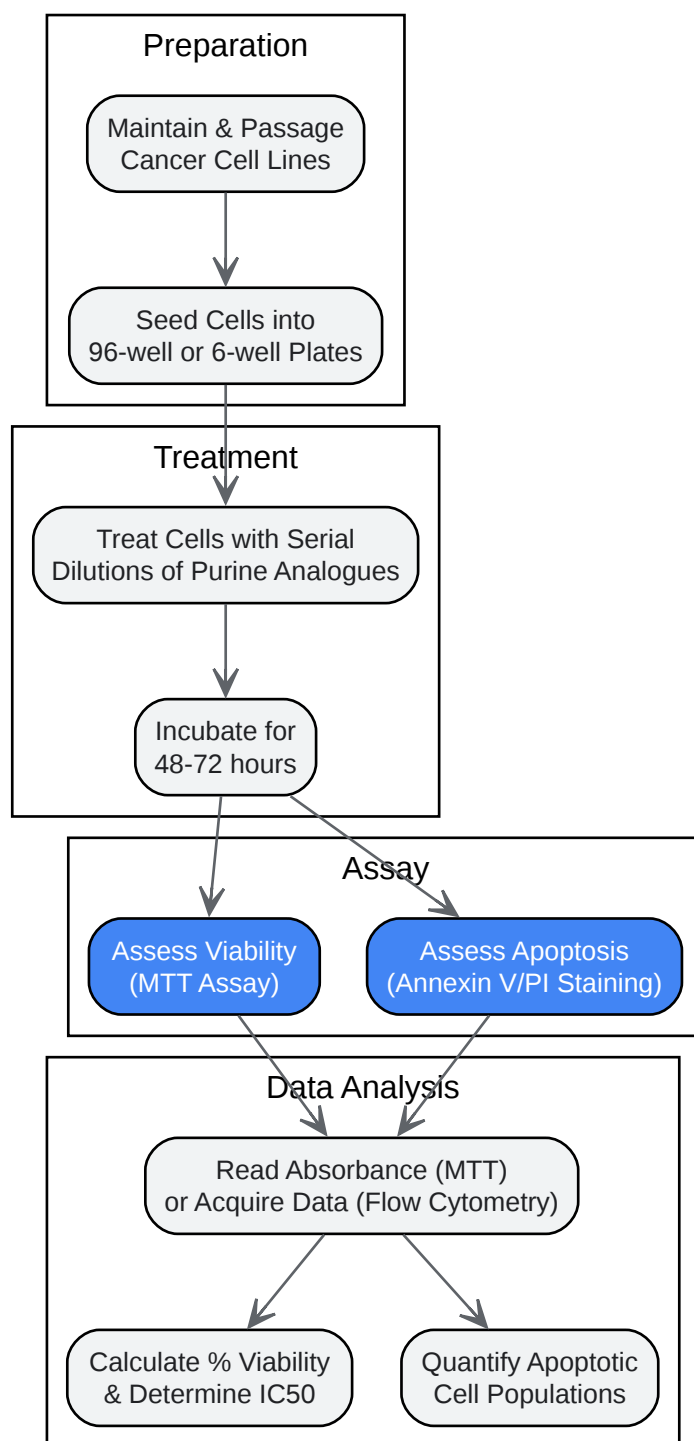 Preparation
Maintain & Passage
Cancer Cell Lines
Seed Cells into
96-well or 6-well Plates
Treatment
Treat Cells with Serial
Dilutions of Purine Analogues
Incubate for
48-72 hours
Assay
Assess Viability
(MTT Assay)
Assess Apoptosis
(Annexin V/PI Staining)
Data Analysis
Read Absorbance (MTT)
or Acquire Data (Flow Cytometry)
Calculate % Viability
& Determine IC50
Quantify Apoptotic
Cell Populations